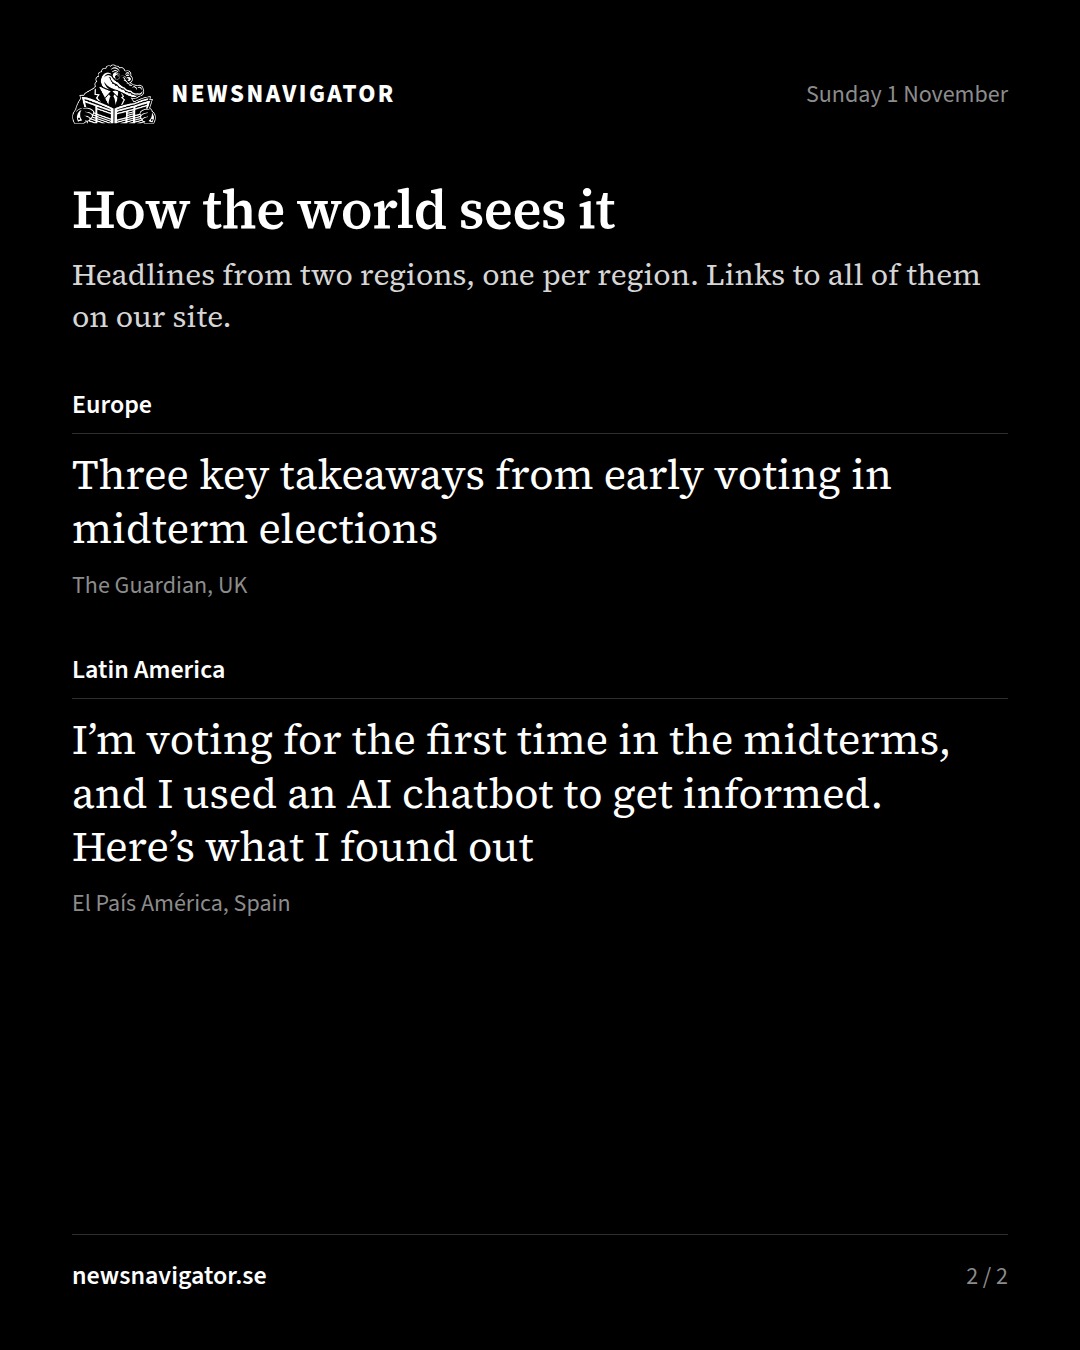 NEWSNAVIGATOR
Sunday 1 November
How the world sees it
Headlines from two regions, one per region. Links to all of them
on our site.
Europe
Three key takeaways from early voting in
midterm elections
The Guardian, UK
Latin America
I’m voting for the first time in the midterms,
and I used an AI chatbot to get informed.
Here’s what I found out
El País América, Spain
newsnavigator.se
2 / 2